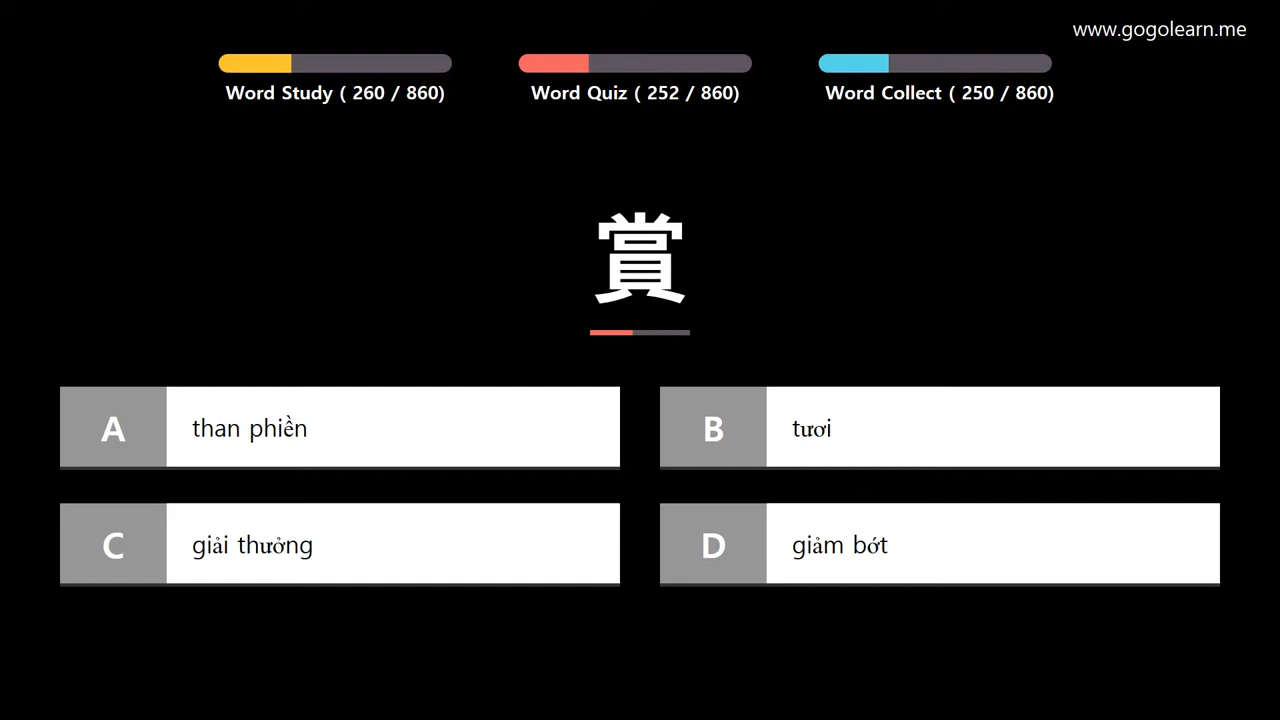 www.gogolearn.me
Word Study ( 260 / 860)
Word Quiz ( 252 / 860)
Word Collect ( 250 / 860)
賞
A than phiền
B tươi
C giải thưởng
D giảm bớt